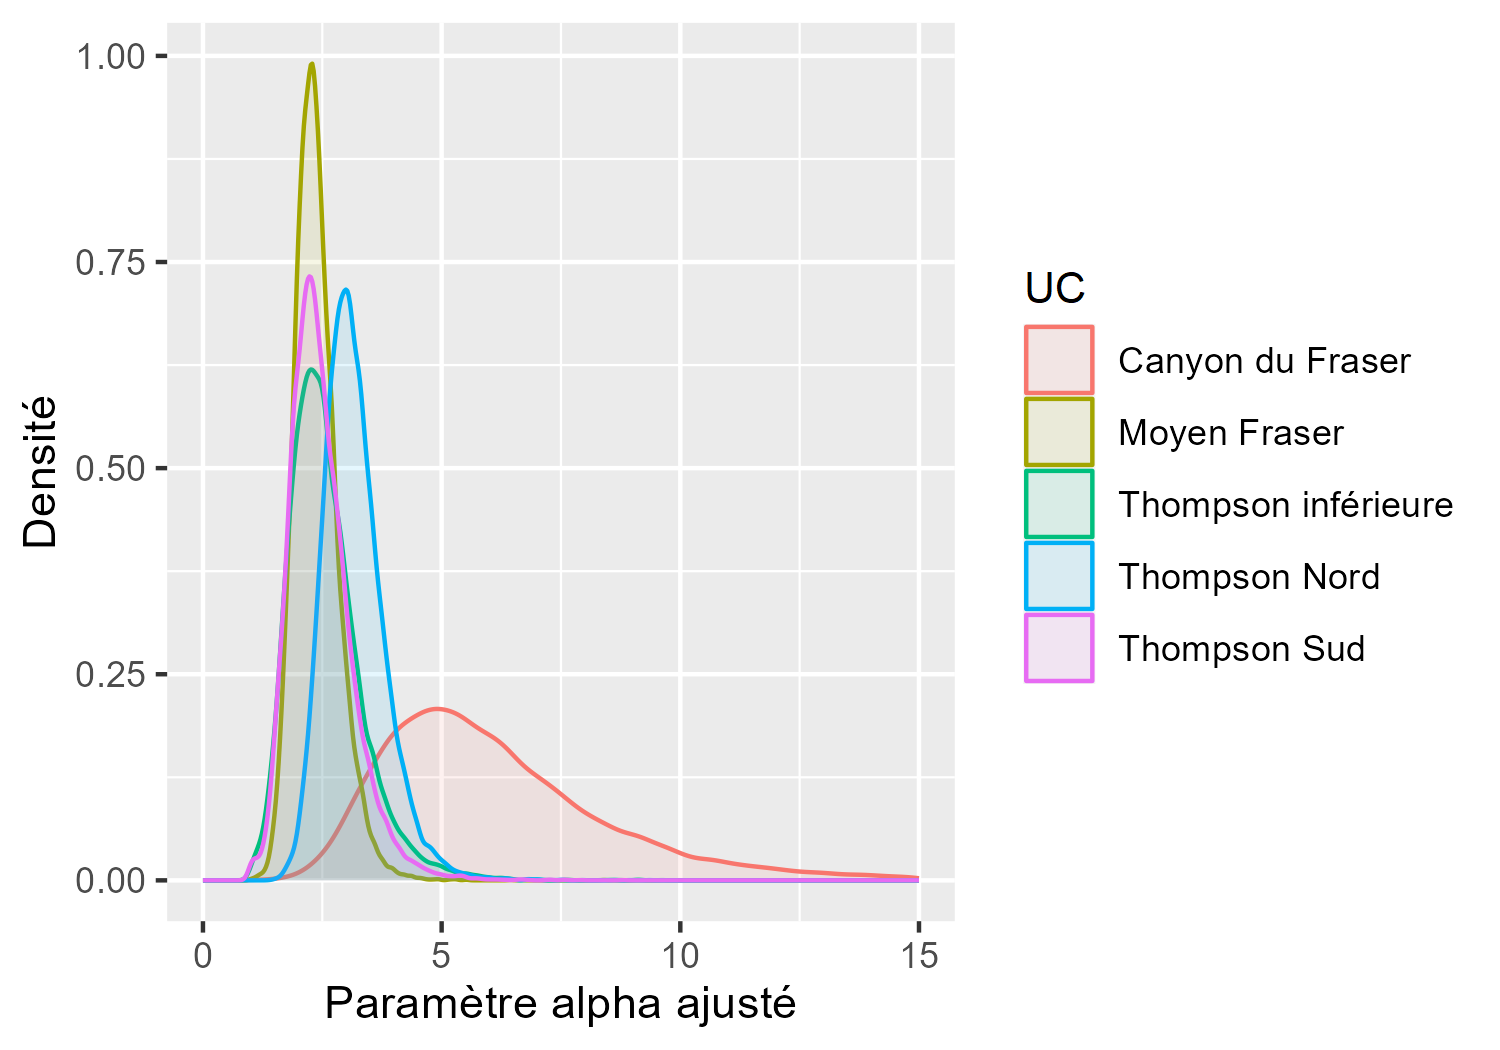 1.00
0.75
0.50
0.25
0.00
Densité
0 5 10 15
Paramètre alpha ajusté
UC
Canyon du Fraser
Moyen Fraser
Thompson inférieure
Thompson Nord
Thompson Sud